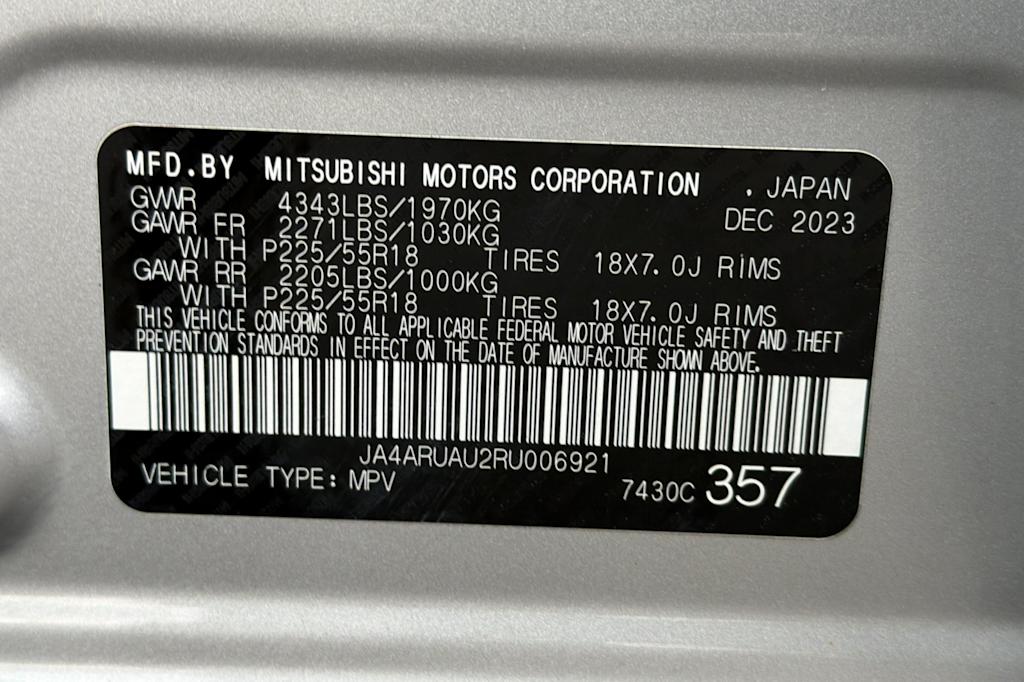 MFD.BY MITSUBISHI MOTORS CORPORATION . JAPAN
GWWR 4343LBS/1970KG DEC 2023
GAWR FR 2271LBS/1030KG
WITH P225/55R18 TIRES 18X7.0J RIMS
GAWR RR 2205LBS/1000KG
WITH P225/55R18 TIRES 18X7.0J RIMS
THIS VEHICLE CONFORMS TO ALL APPLICABLE FEDERAL MOTOR VEHICLE SAFETY AND THEFT
PREVENTION STANDARDS IN EFFECT ON THE DATE OF MANUFACTURE SHOWN ABOVE.
JA4ARUAU2RU006921
VEHICLE TYPE: MPV 7430C 357